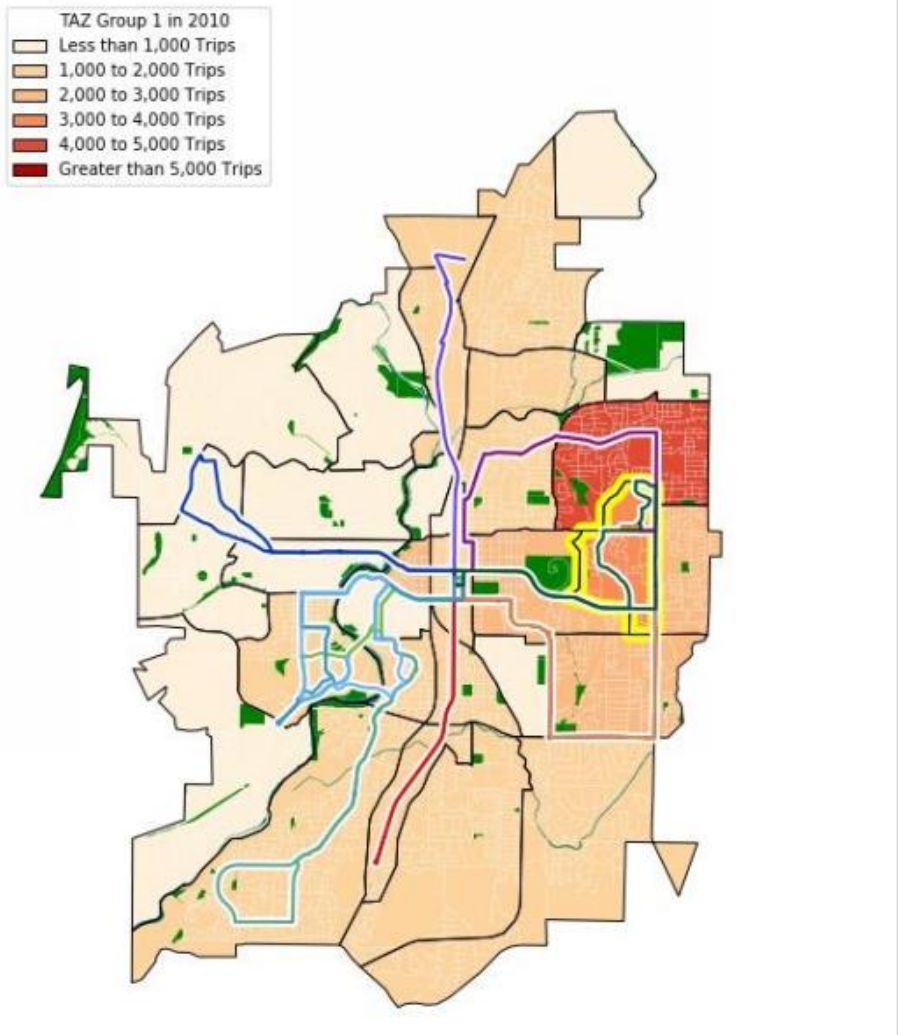 TAZ Group 1 in 2010
Less than 1,000 Trips
1,000 to 2,000 Trips
2,000 to 3,000 Trips
3,000 to 4,000 Trips
4,000 to 5,000 Trips
Greater than 5,000 Trips